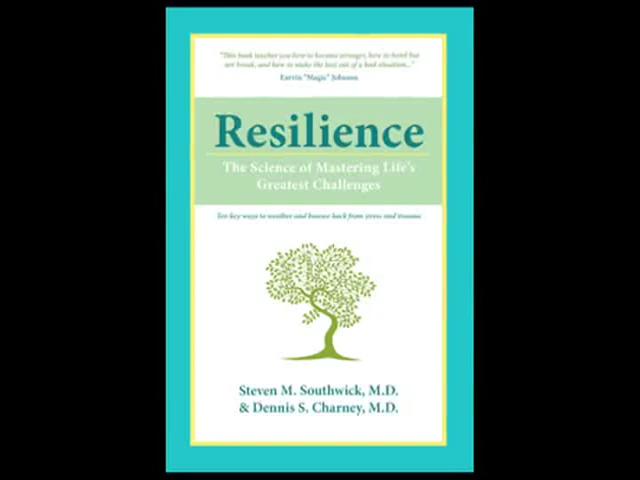 "This book teaches you how to become stronger, how to bend but
not break, and how to make the best out of a bad situation..."
Earvin "Magic" Johnson
Resilience
The Science of Mastering Life's
Greatest Challenges
Ten key ways to weather and bounce back from stress and trauma
Steven M. Southwick, M.D.
& Dennis S. Charney, M.D.